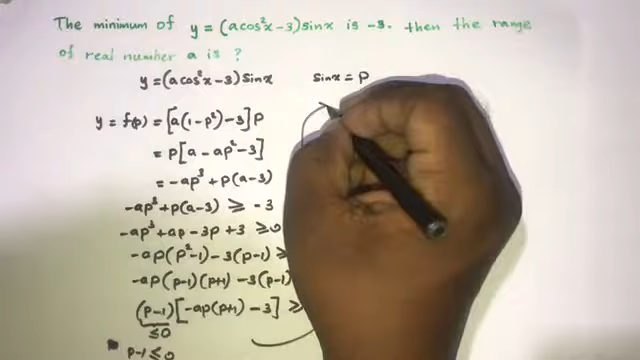 The minimum of y = (acos²x - 3) sinx is -3. then the range
of real number a is ?
y = (a cos²x - 3) sinx    sinx = P
y = f(p) = [a(1-p²) - 3] p
= p[a - ap² - 3]
= -ap³ + p(a-3)
-ap³ + p(a-3) ≥ -3
-ap³ + ap - 3p + 3 ≥ 0
-ap(p²-1) - 3(p-1) ≥
-ap(p-1)(p+1) - 3(p-1)
(p-1)[-ap(p+1) - 3] ≥
≤0
p-1 ≤ 0